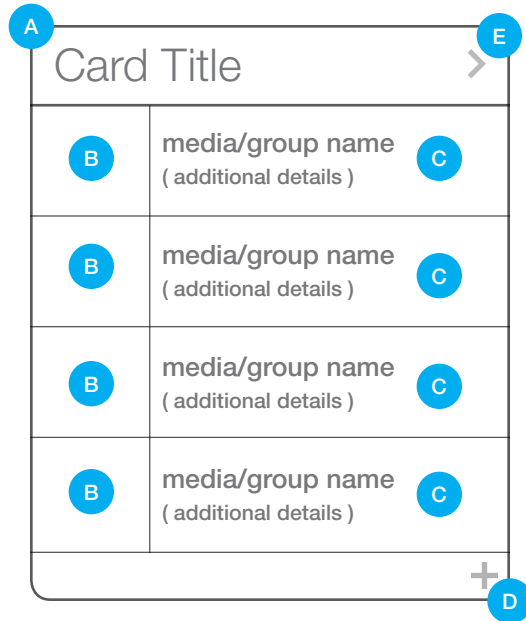 A
E
Card Title
B
media/group name
C
( additional details )
B
media/group name
C
( additional details )
B
media/group name
C
( additional details )
B
media/group name
C
( additional details )
D